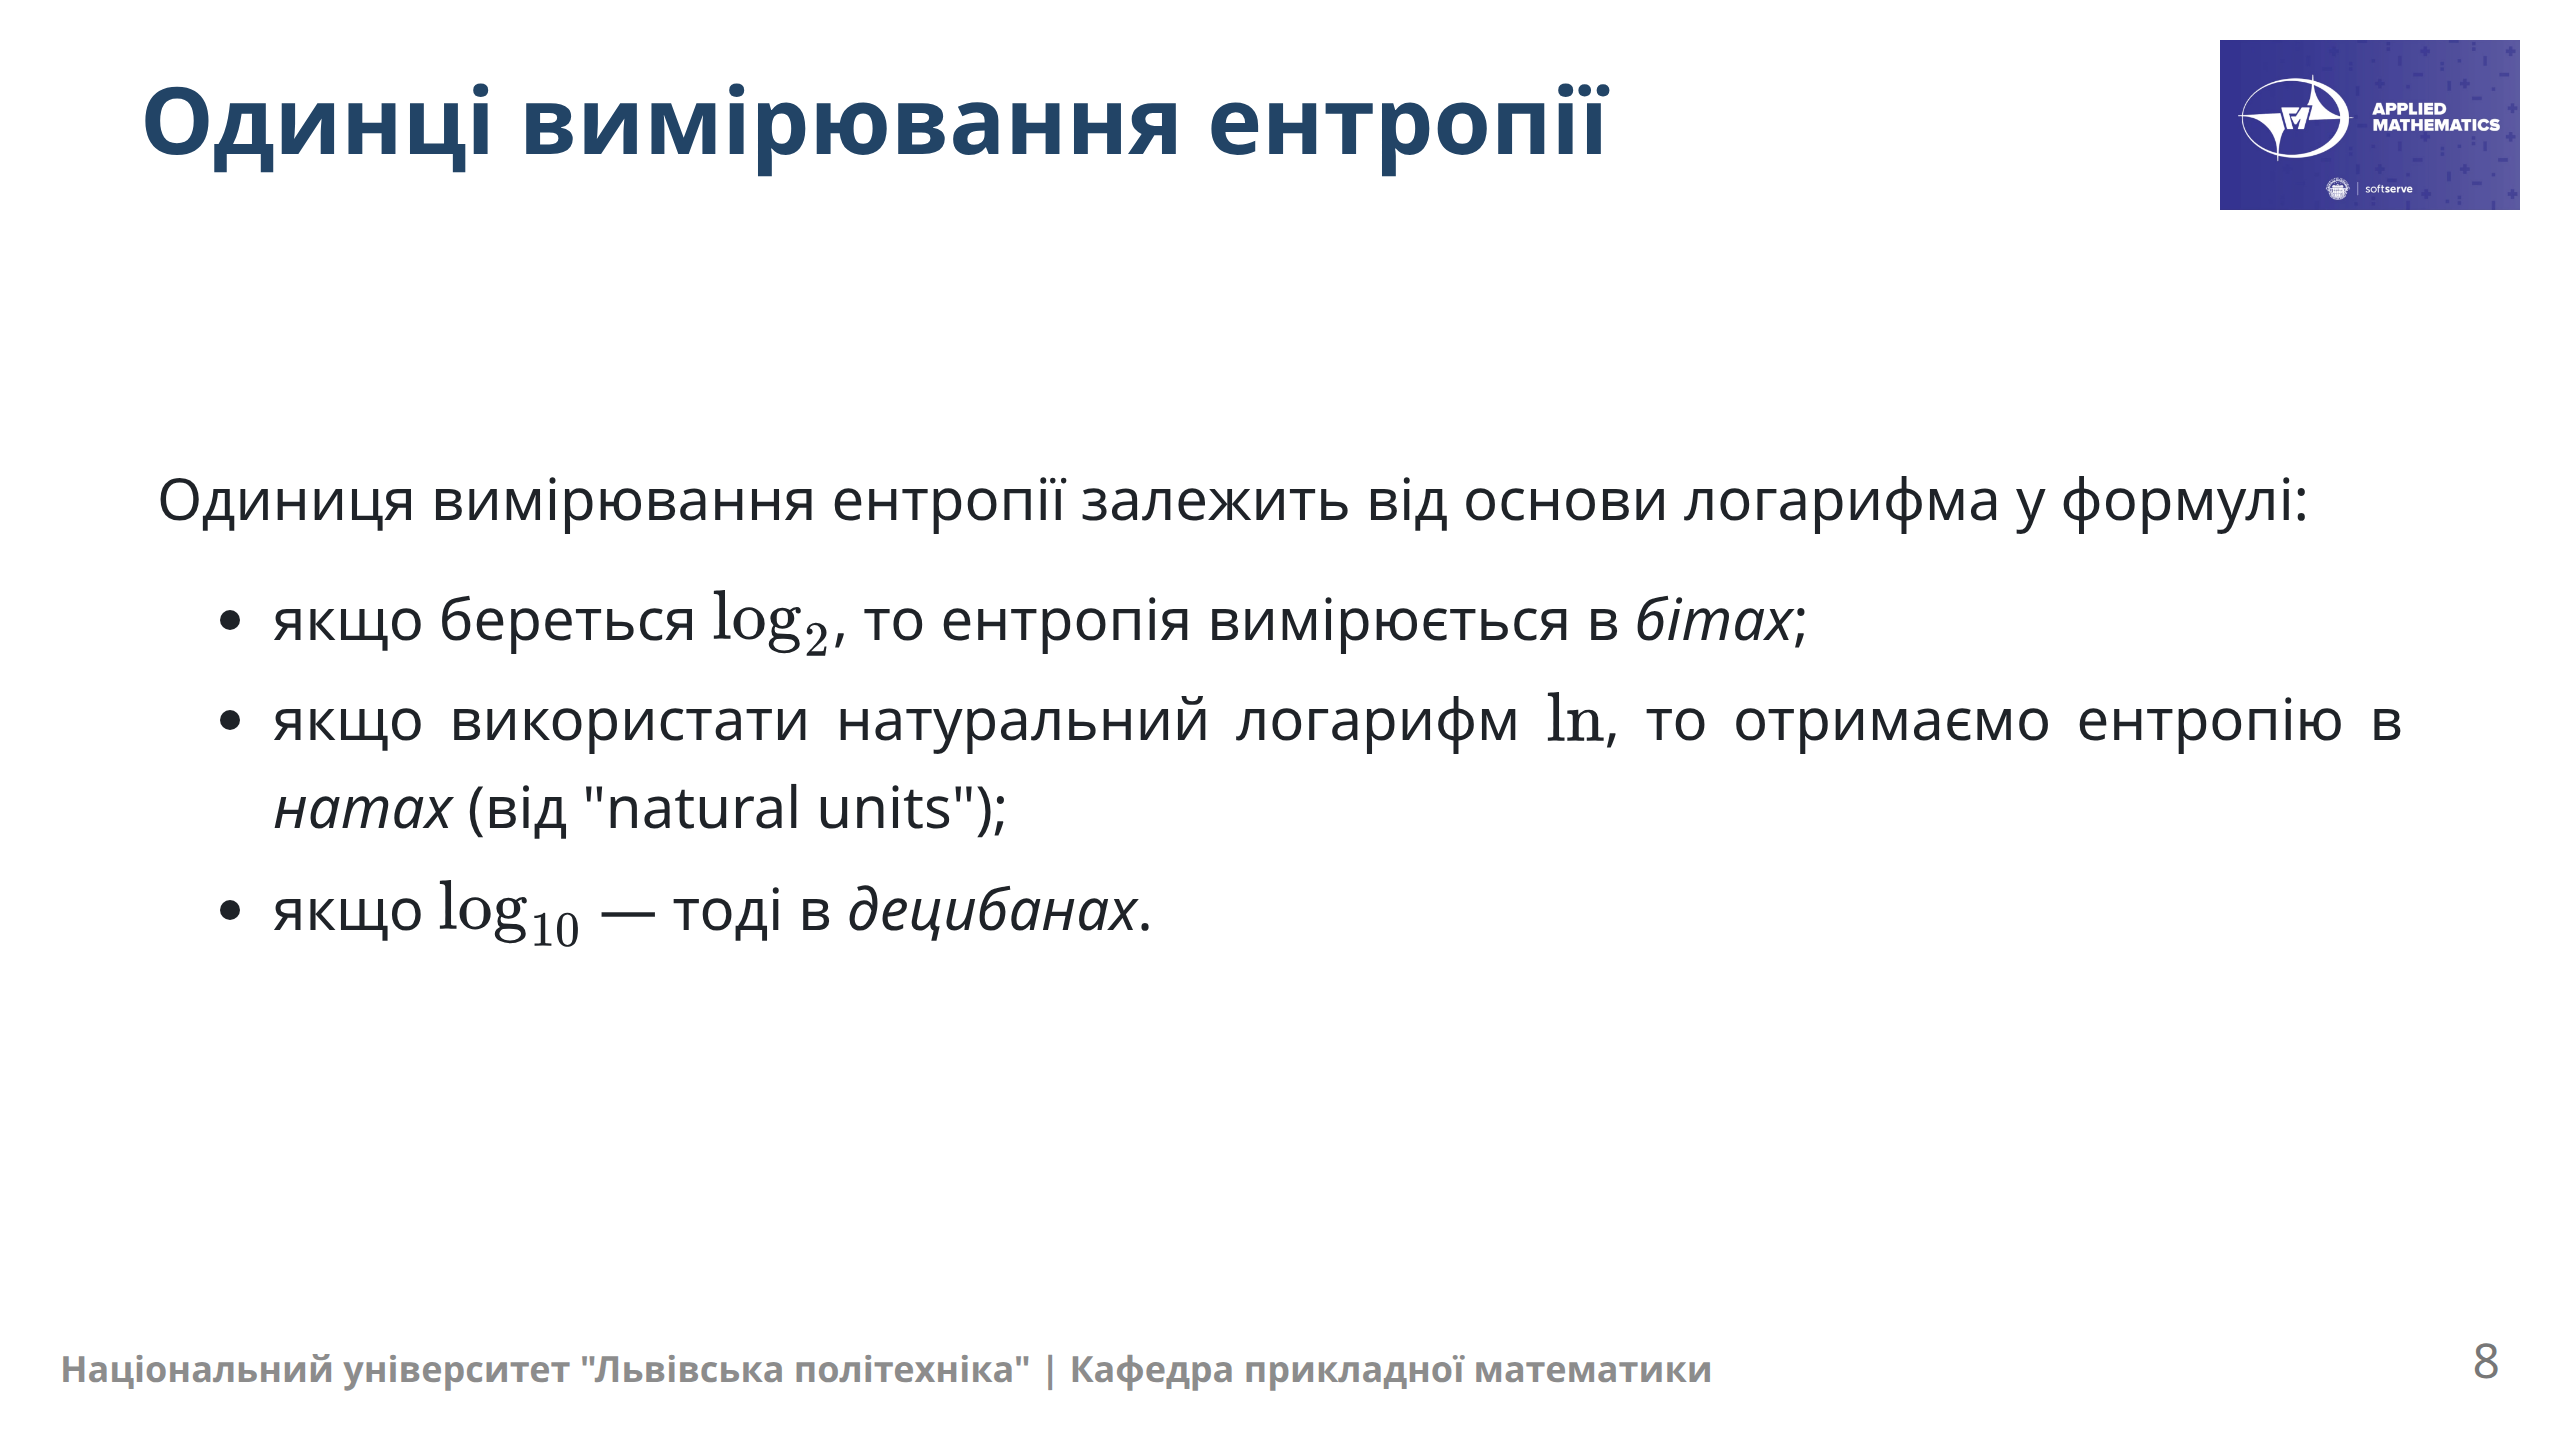 Одинці вимірювання ентропії
APPLIED
MATHEMATICS
softserve
Одиниця вимірювання ентропії залежить від основи логарифма у формулі:
• якщо береться log₂, то ентропія вимірюється в бітах;
• якщо використати натуральний логарифм ln, то отримаємо ентропію в
натах (від "natural units");
• якщо log₁₀ — тоді в децибанах.
Національний університет "Львівська політехніка" | Кафедра прикладної математики
8